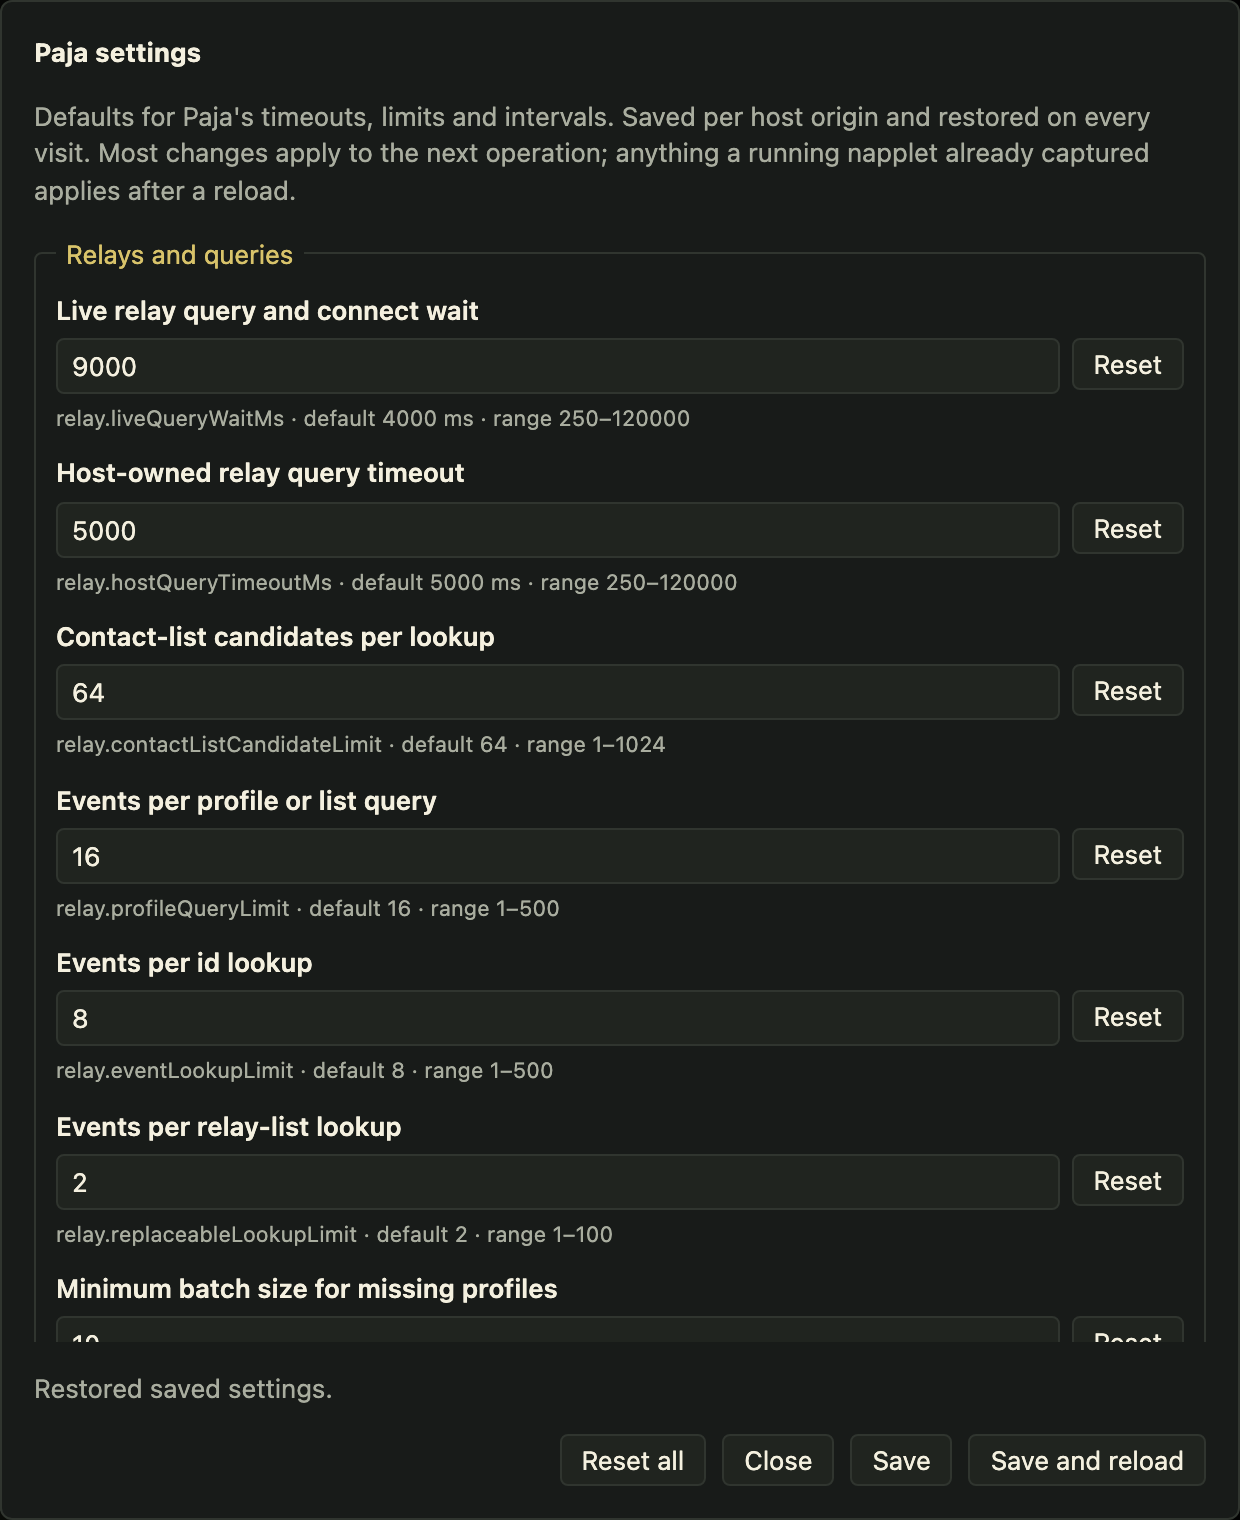 Paja settings
Defaults for Paja's timeouts, limits and intervals. Saved per host origin and restored on every
visit. Most changes apply to the next operation; anything a running napplet already captured
applies after a reload.
Relays and queries
Live relay query and connect wait
9000
Reset
relay.liveQueryWaitMs · default 4000 ms · range 250–120000
Host-owned relay query timeout
5000
Reset
relay.hostQueryTimeoutMs · default 5000 ms · range 250–120000
Contact-list candidates per lookup
64
Reset
relay.contactListCandidateLimit · default 64 · range 1–1024
Events per profile or list query
16
Reset
relay.profileQueryLimit · default 16 · range 1–500
Events per id lookup
8
Reset
relay.eventLookupLimit · default 8 · range 1–500
Events per relay-list lookup
2
Reset
relay.replaceableLookupLimit · default 2 · range 1–100
Minimum batch size for missing profiles
Reset
Restored saved settings.
Reset all
Close
Save
Save and reload